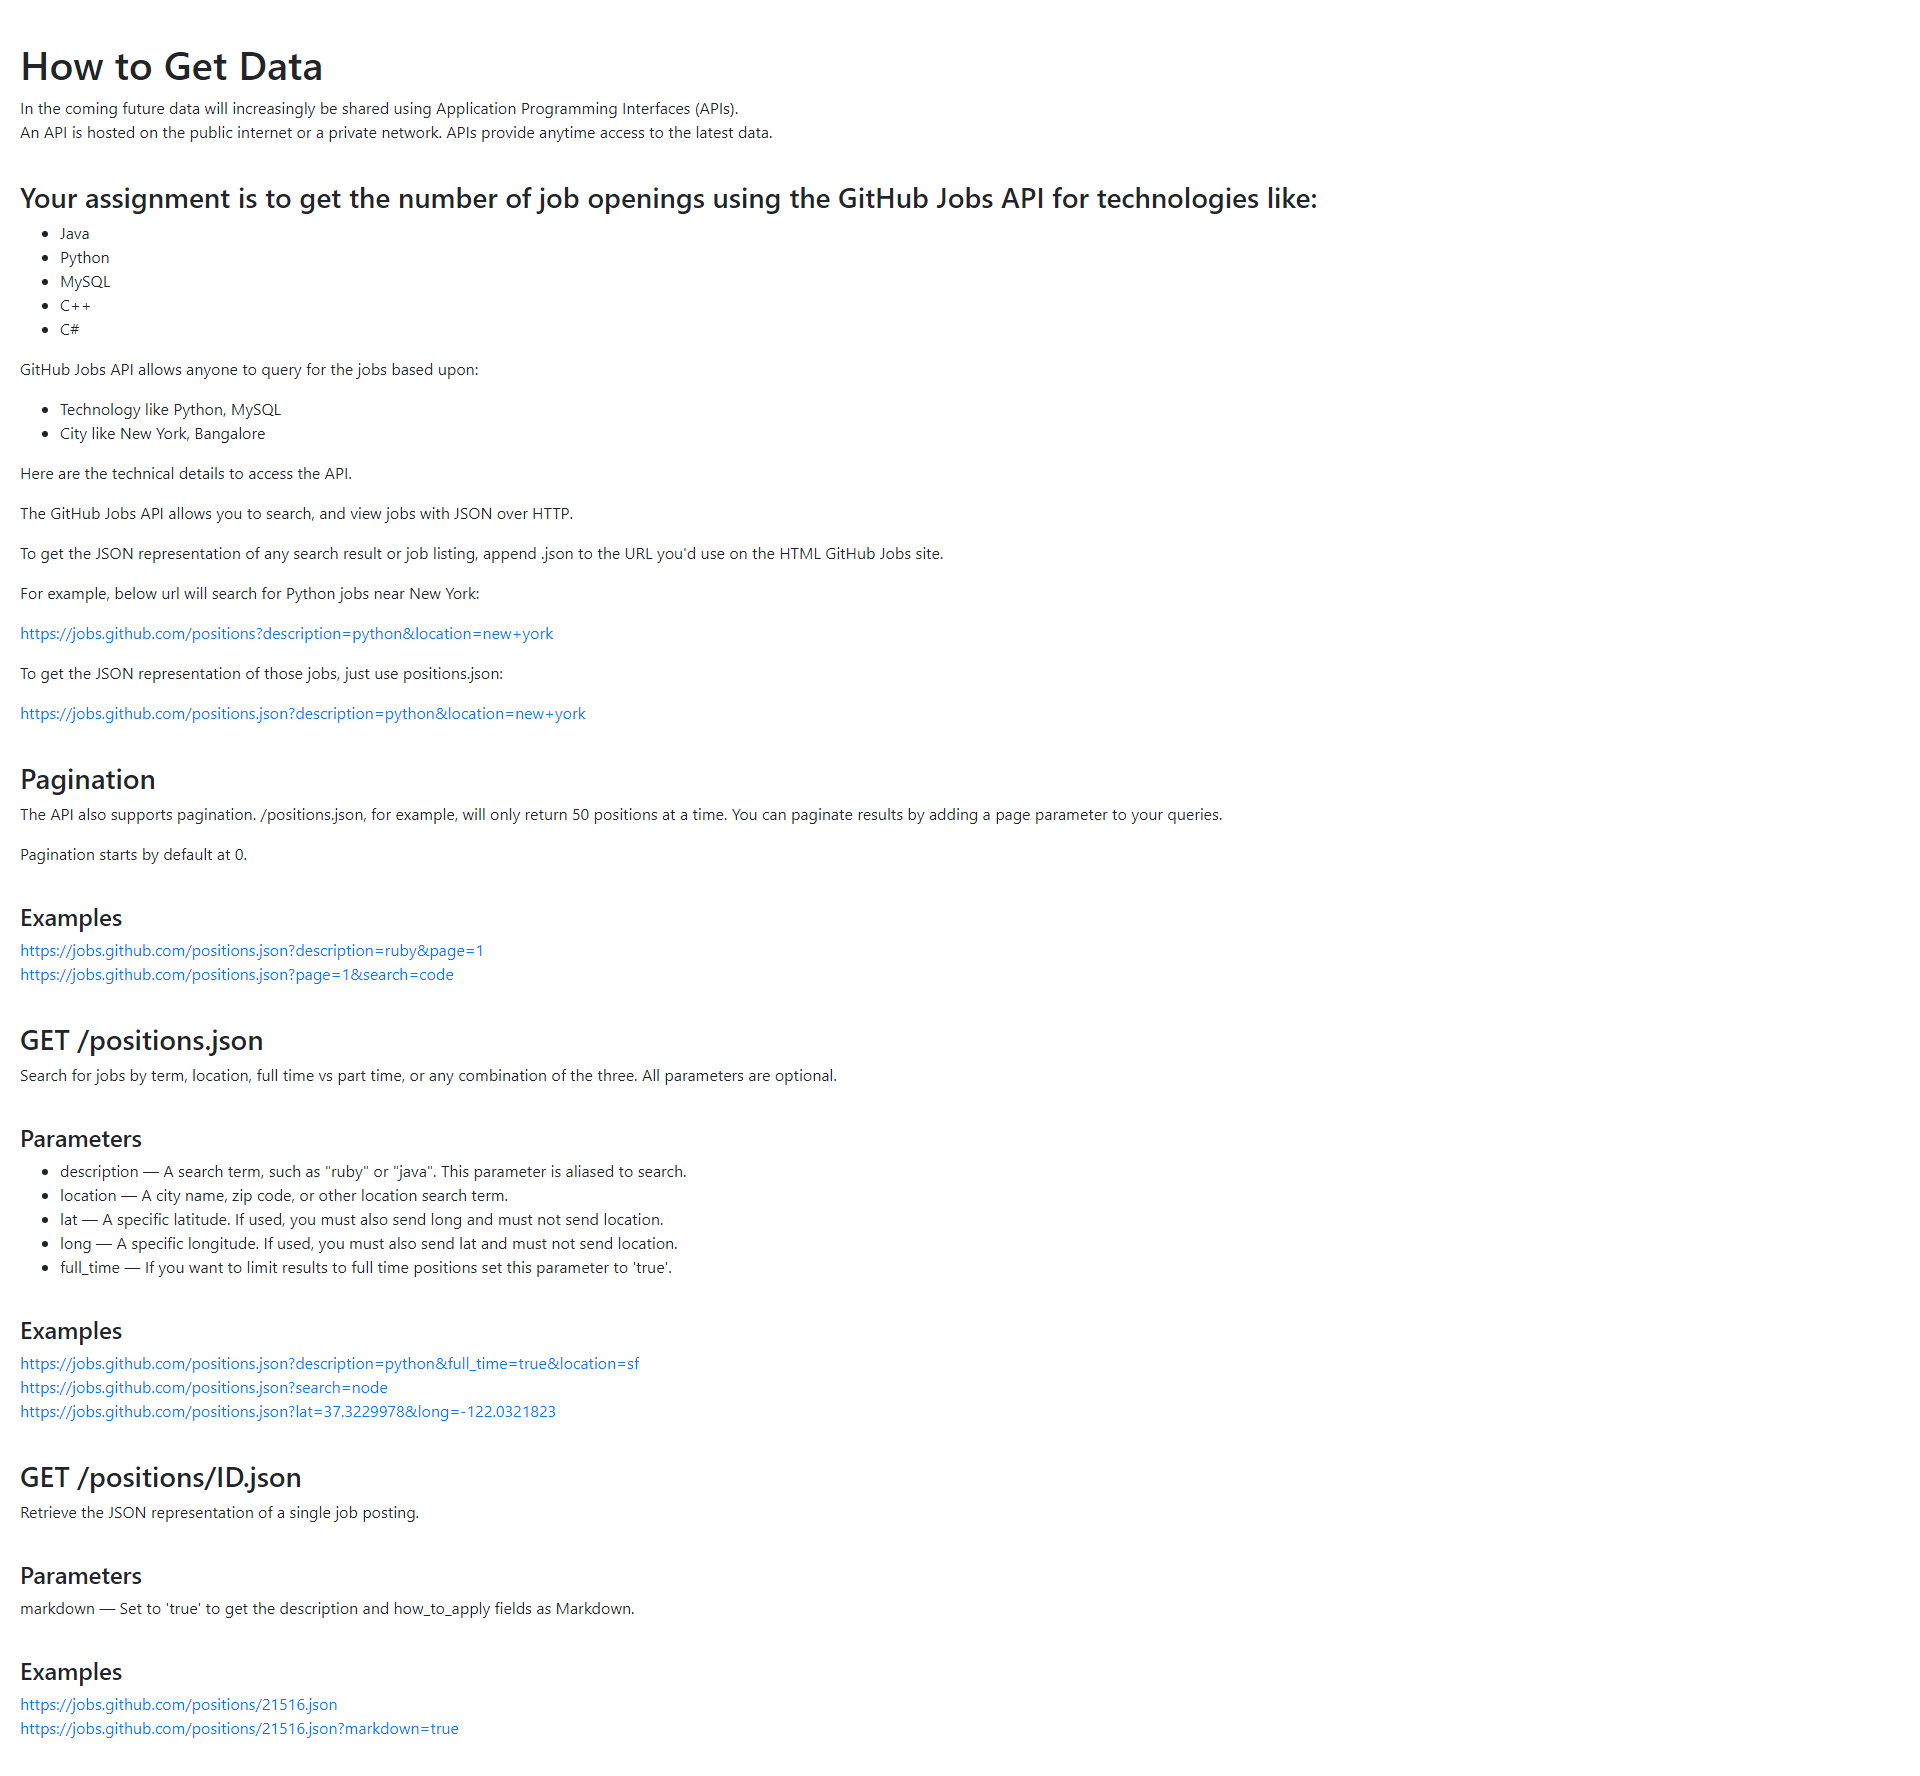 How to Get Data
In the coming future data will increasingly be shared using Application Programming Interfaces (APIs).
An API is hosted on the public internet or a private network. APIs provide anytime access to the latest data.
Your assignment is to get the number of job openings using the GitHub Jobs API for technologies like:
• Java
• Python
• MySQL
• C++
• C#
GitHub Jobs API allows anyone to query for the jobs based upon:
• Technology like Python, MySQL
• City like New York, Bangalore
Here are the technical details to access the API.
The GitHub Jobs API allows you to search, and view jobs with JSON over HTTP.
To get the JSON representation of any search result or job listing, append .json to the URL you'd use on the HTML GitHub Jobs site.
For example, below url will search for Python jobs near New York:
https://jobs.github.com/positions?description=python&location=new+york
To get the JSON representation of those jobs, just use positions.json:
https://jobs.github.com/positions.json?description=python&location=new+york
Pagination
The API also supports pagination. /positions.json, for example, will only return 50 positions at a time. You can paginate results by adding a page parameter to your queries.
Pagination starts by default at 0.
Examples
https://jobs.github.com/positions.json?description=ruby&page=1
https://jobs.github.com/positions.json?page=1&search=code
GET /positions.json
Search for jobs by term, location, full time vs part time, or any combination of the three. All parameters are optional.
Parameters
• description — A search term, such as "ruby" or "java". This parameter is aliased to search.
• location — A city name, zip code, or other location search term.
• lat — A specific latitude. If used, you must also send long and must not send location.
• long — A specific longitude. If used, you must also send lat and must not send location.
• full_time — If you want to limit results to full time positions set this parameter to 'true'.
Examples
https://jobs.github.com/positions.json?description=python&full_time=true&location=sf
https://jobs.github.com/positions.json?search=node
https://jobs.github.com/positions.json?lat=37.3229978&long=-122.0321823
GET /positions/ID.json
Retrieve the JSON representation of a single job posting.
Parameters
markdown — Set to 'true' to get the description and how_to_apply fields as Markdown.
Examples
https://jobs.github.com/positions/21516.json
https://jobs.github.com/positions/21516.json?markdown=true